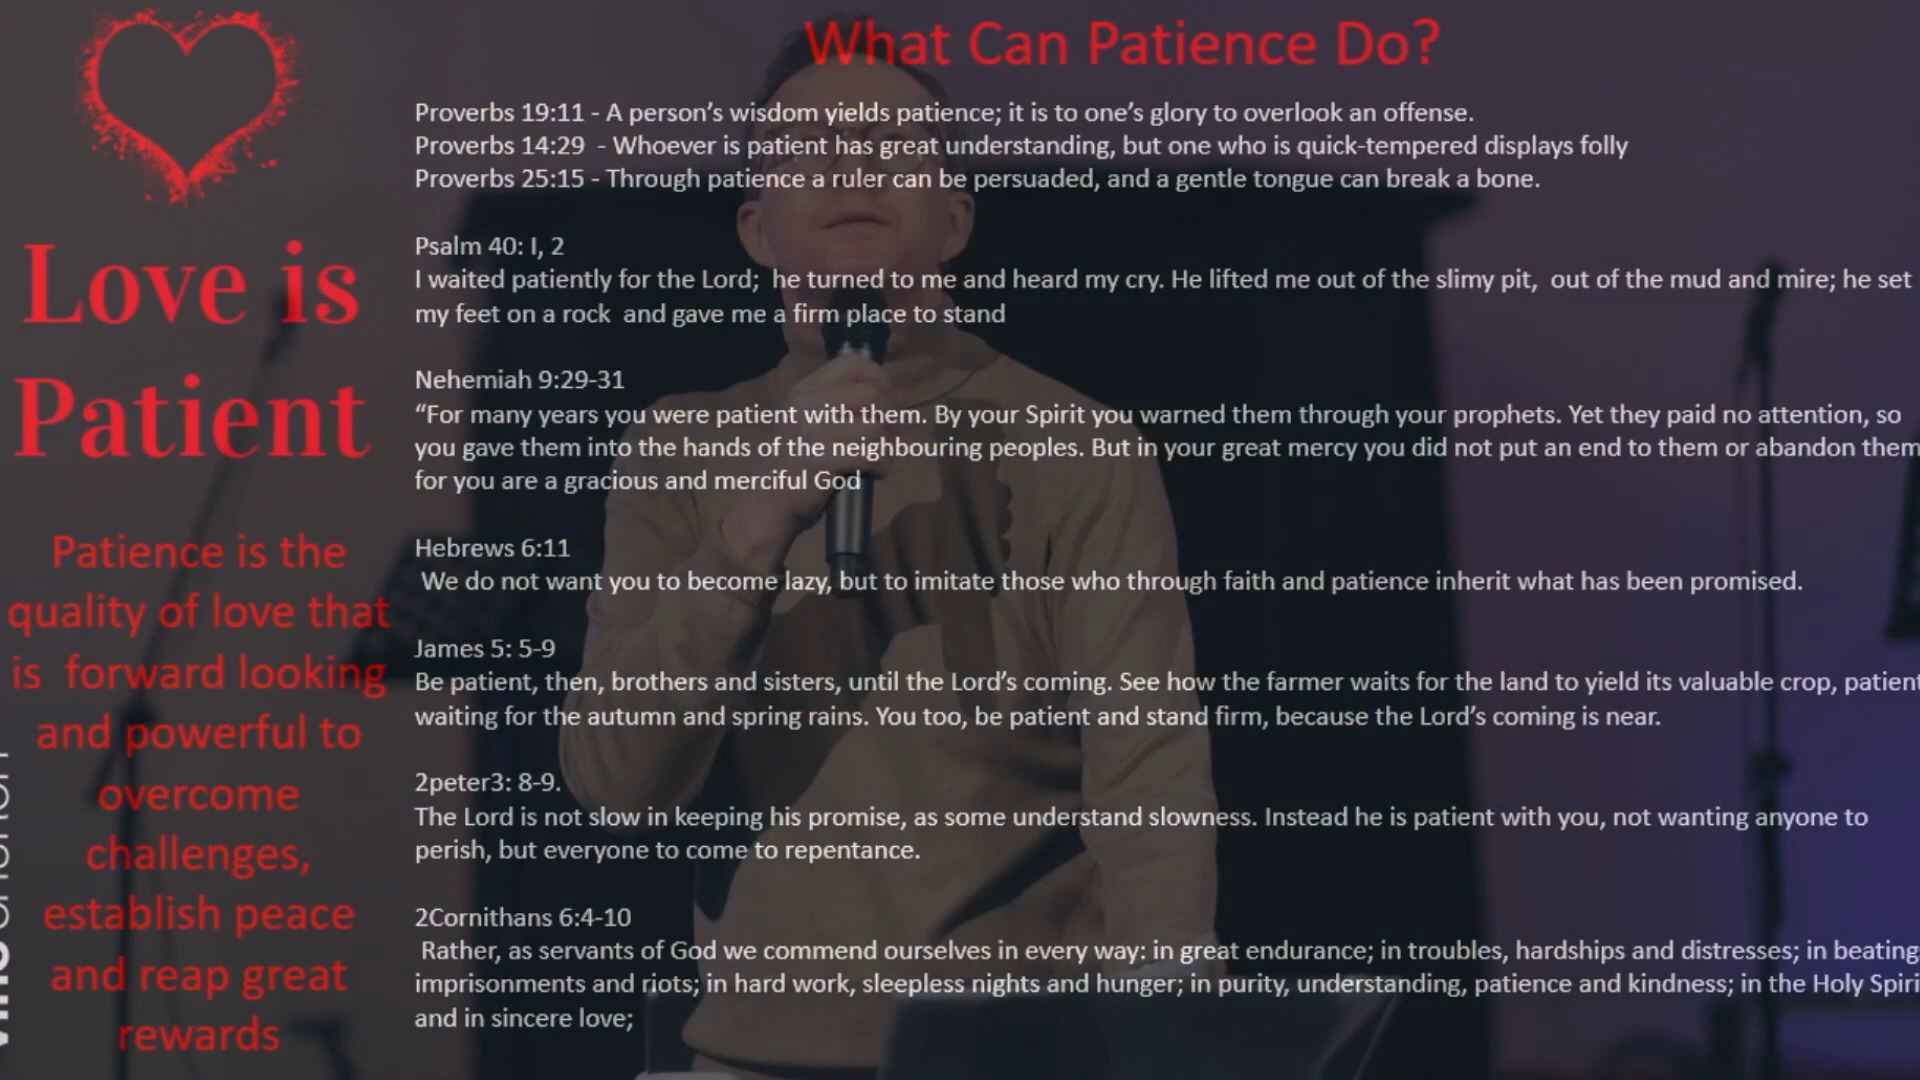 What Can Patience Do?
Proverbs 19:11 - A person’s wisdom yields patience; it is to one’s glory to overlook an offense.
Proverbs 14:29  - Whoever is patient has great understanding, but one who is quick-tempered displays folly
Proverbs 25:15 - Through patience a ruler can be persuaded, and a gentle tongue can break a bone.
Psalm 40: I, 2
I waited patiently for the Lord;  he turned to me and heard my cry. He lifted me out of the slimy pit,  out of the mud and mire; he set
my feet on a rock  and gave me a firm place to stand
Nehemiah 9:29-31
“For many years you were patient with them. By your Spirit you warned them through your prophets. Yet they paid no attention, so
you gave them into the hands of the neighbouring peoples. But in your great mercy you did not put an end to them or abandon them
for you are a gracious and merciful God
Hebrews 6:11
We do not want you to become lazy, but to imitate those who through faith and patience inherit what has been promised.
James 5: 5-9
Be patient, then, brothers and sisters, until the Lord’s coming. See how the farmer waits for the land to yield its valuable crop, patient
waiting for the autumn and spring rains. You too, be patient and stand firm, because the Lord’s coming is near.
2peter3: 8-9.
The Lord is not slow in keeping his promise, as some understand slowness. Instead he is patient with you, not wanting anyone to
perish, but everyone to come to repentance.
2Cornithans 6:4-10
Rather, as servants of God we commend ourselves in every way: in great endurance; in troubles, hardships and distresses; in beating
imprisonments and riots; in hard work, sleepless nights and hunger; in purity, understanding, patience and kindness; in the Holy Spiri
and in sincere love;
Love is
Patient
Patience is the
quality of love that
is  forward looking
and powerful to
overcome
challenges,
establish peace
and reap great
rewards